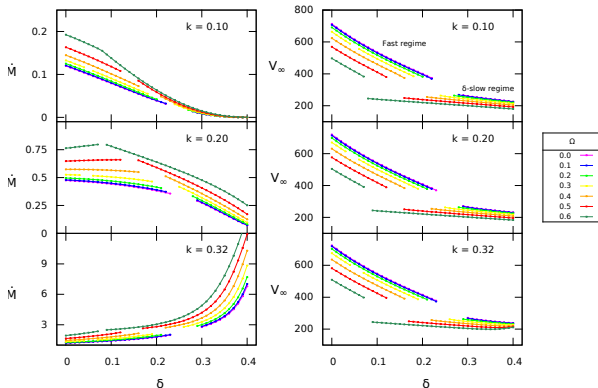 k = 0.10
0.2
0.1
0
Ṁ
k = 0.20
0.75
0.5
0.25
0
Ṁ
k = 0.32
9
6
3
Ṁ
0 0.1 0.2 0.3 0.4
δ
800
600
400
200
V∞
k = 0.10
Fast regime
δ-slow regime
600
400
200
V∞
k = 0.20
800
600
400
V∞
k = 0.32
0 0.1 0.2 0.3 0.4
δ
Ω
0.0
0.1
0.2
0.3
0.4
0.5
0.6